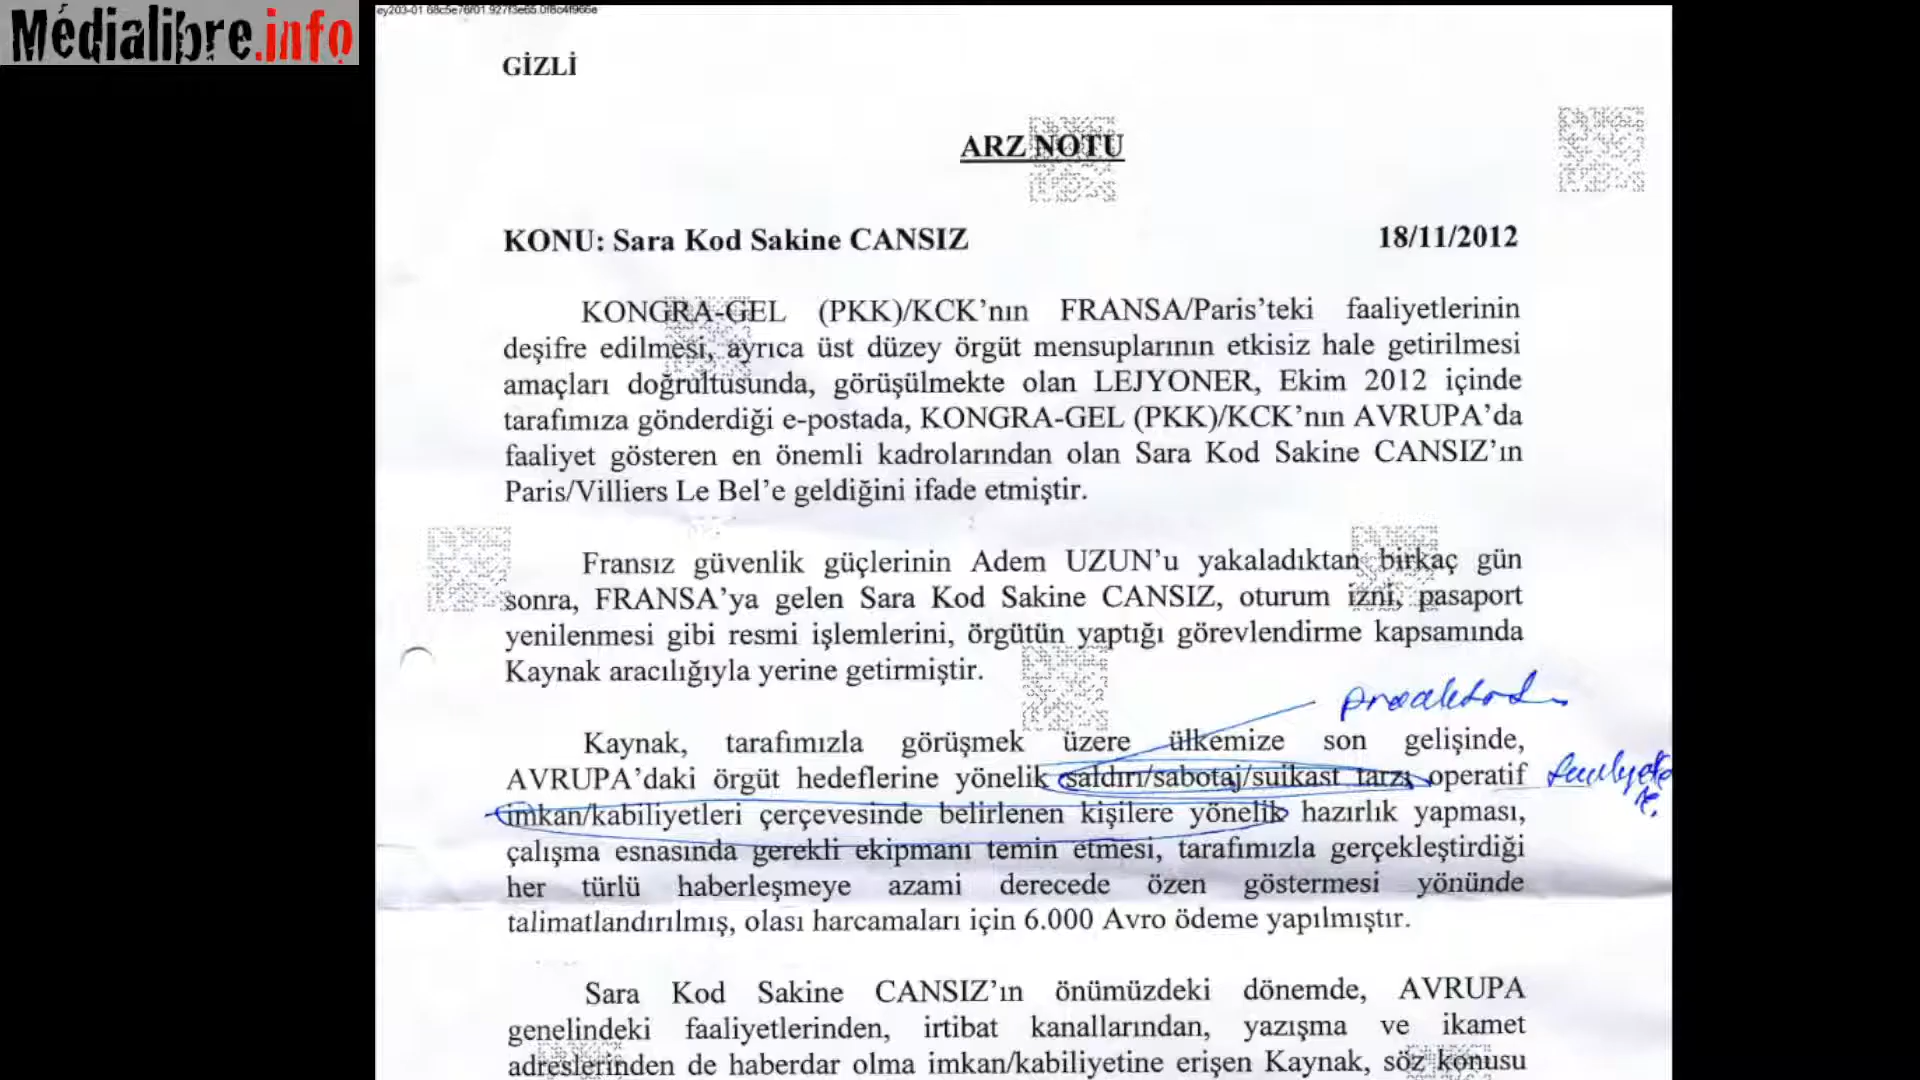 Médialibre.info
GİZLİ
ARZ NOTU
KONU: Sara Kod Sakine CANSIZ 18/11/2012
KONGRA-GEL (PKK)/KCK’nın FRANSA/Paris’teki faaliyetlerinin
deşifre edilmesi, ayrıca üst düzey örgüt mensuplarının etkisiz hale getirilmesi
amaçları doğrultusunda, görüşülmekte olan LEJYONER, Ekim 2012 içinde
tarafımıza gönderdiği e-postada, KONGRA-GEL (PKK)/KCK’nın AVRUPA’da
faaliyet gösteren en önemli kadrolarından olan Sara Kod Sakine CANSIZ’ın
Paris/Villiers Le Bel’e geldiğini ifade etmiştir.
Fransız güvenlik güçlerinin Adem UZUN’u yakaladıktan birkaç gün
sonra, FRANSA’ya gelen Sara Kod Sakine CANSIZ, oturum izni, pasaport
yenilenmesi gibi resmi işlemlerini, örgütün yaptığı görevlendirme kapsamında
Kaynak aracılığıyla yerine getirmiştir.
Kaynak, tarafımızla görüşmek üzere ülkemize son gelişinde,
AVRUPA’daki örgüt hedeflerine yönelik saldırı/sabotaj/suikast tarzı operatif
imkan/kabiliyetleri çerçevesinde belirlenen kişilere yönelik hazırlık yapması,
çalışma esnasında gerekli ekipmanı temin etmesi, tarafımızla gerçekleştirdiği
her türlü haberleşmeye azami derecede özen göstermesi yönünde
talimatlandırılmış, olası harcamaları için 6.000 Avro ödeme yapılmıştır.
Sara Kod Sakine CANSIZ’ın önümüzdeki dönemde, AVRUPA
genelindeki faaliyetlerinden, irtibat kanallarından, yazışma ve ikamet
adreslerinden de haberdar olma imkan/kabiliyetine erişen Kaynak, söz konusu